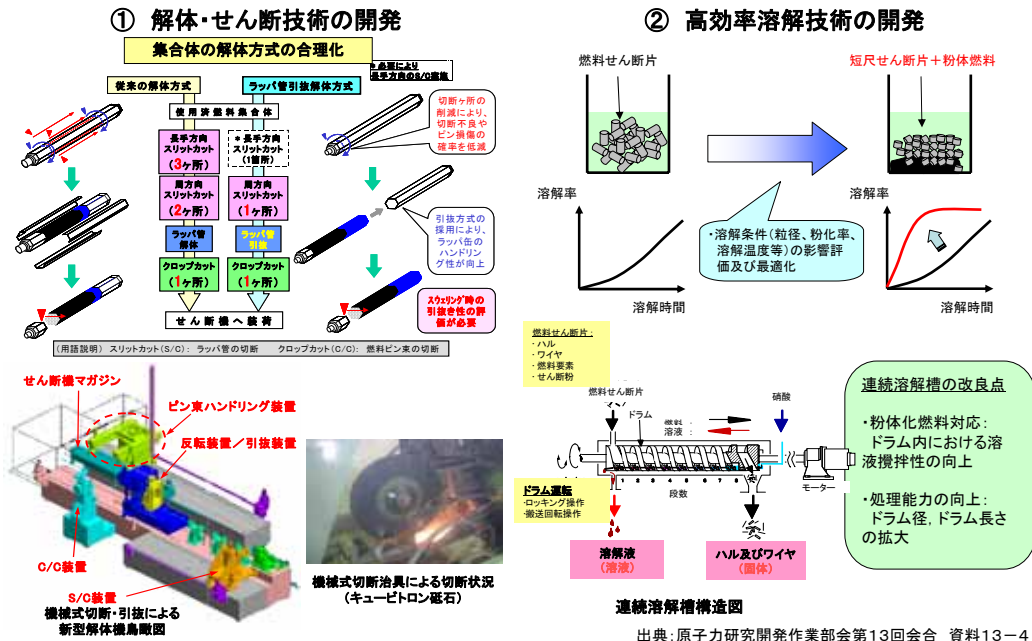 ① 解体・せん断技術の開発
集合体の解体方式の合理化
* 必要により
長手方向のS/C実施
従来の解体方式
ラッパ管引抜解体方式
使用済燃料集合体
長手方向
スリットカット
(3ヶ所)
* 長手方向
スリットカット
(1箇所)
周方向
スリットカット
(2ヶ所)
周方向
スリットカット
(1ヶ所)
ラッパ管
解体
ラッパ管
引抜
クロップカット
(1ヶ所)
クロップカット
(1ヶ所)
せん断機へ装荷
切断ヶ所の
削減により、
切断不良や
ピン損傷の
確率を低減
引抜方式の
採用により、
ラッパ缶の
ハンドリン
グ性が向上
スウェリング時の
引抜き性の評
価が必要
(用語説明) スリットカット(S/C): ラッパ管の切断 クロップカット(C/C): 燃料ピン束の切断
せん断機マガジン
ピン束ハンドリング装置
反転装置/引抜装置
C/C装置
S/C装置
機械式切断・引抜による
新型解体機鳥瞰図
機械式切断治具による切断状況
(キュービトロン砥石)
② 高効率溶解技術の開発
燃料せん断片
短尺せん断片+粉体燃料
溶解率
溶解時間
・溶解条件(粒径、粉化率、
溶解温度等)の影響評
価及び最適化
溶解率
溶解時間
燃料せん断片:
・ハル
・ワイヤ
・燃料要素
・せん断粉
燃料せん断片
ドラム
燃料:
溶液:
硝酸
モーター
1 2 3 4 5 6 7 8
段数
ドラム運転
・ロッキング操作
・搬送回転操作
溶解液
(溶液)
ハル及びワイヤ
(固体)
連続溶解槽構造図
連続溶解槽の改良点
・粉体化燃料対応:
ドラム内における溶
液攪拌性の向上
・処理能力の向上:
ドラム径,ドラム長さ
の拡大
出典:原子力研究開発作業部会第13回会合 資料13-4